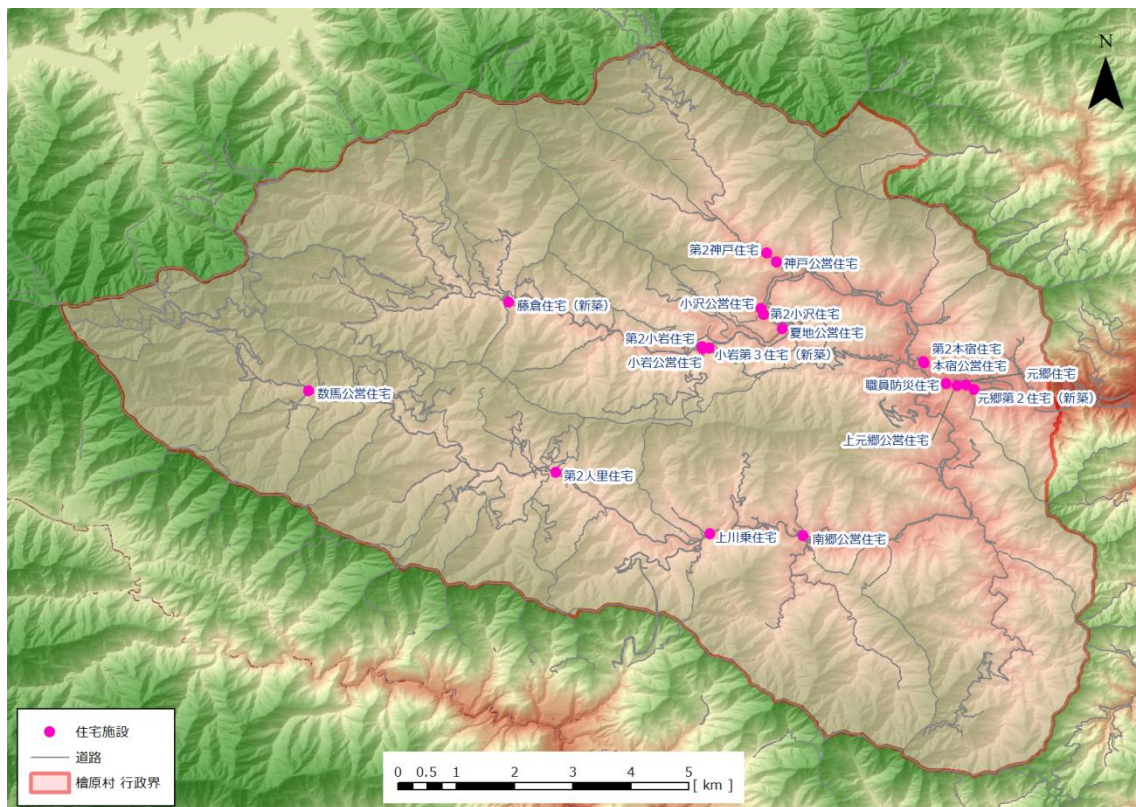 N
第2神戸住宅
神戸公営住宅
小沢公営住宅
第2小沢住宅
藤倉住宅（新築）
夏地公営住宅
第2小岩住宅
小岩第３住宅（新築）
小岩公営住宅
第2本宿住宅
本宿公営住宅
元郷住宅
職員防災住宅
元郷第２住宅（新築）
数馬公営住宅
上元郷公営住宅
第2人里住宅
上川乗住宅
南郷公営住宅
住宅施設
道路
檜原村 行政界
0 0.5 1 2 3 4 5 [ km ]